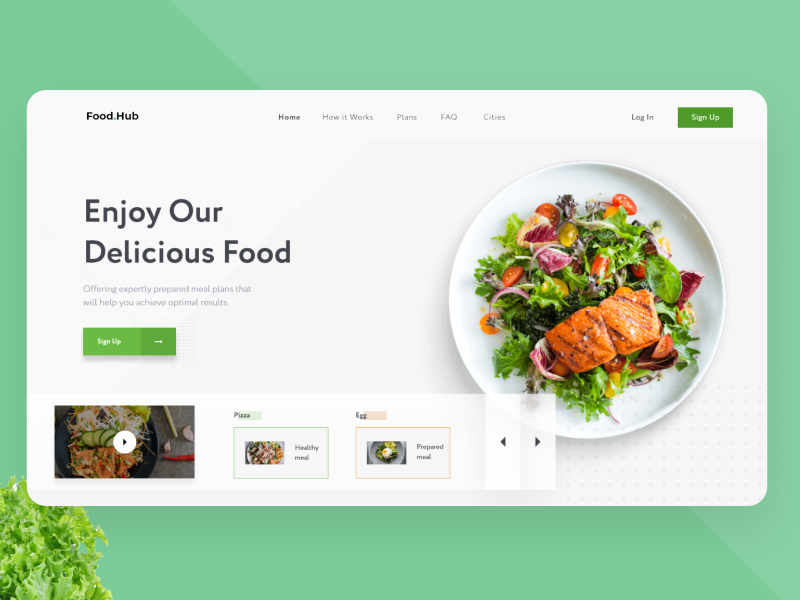 Food.Hub
Home
How it Works
Plans
FAQ
Cities
Log In
Sign Up
Enjoy Our
Delicious Food
Offering expertly prepared meal plans that
will help you achieve optimal results.
Sign Up
Pizza
Healthy
meal
Egg
Prepared
meal